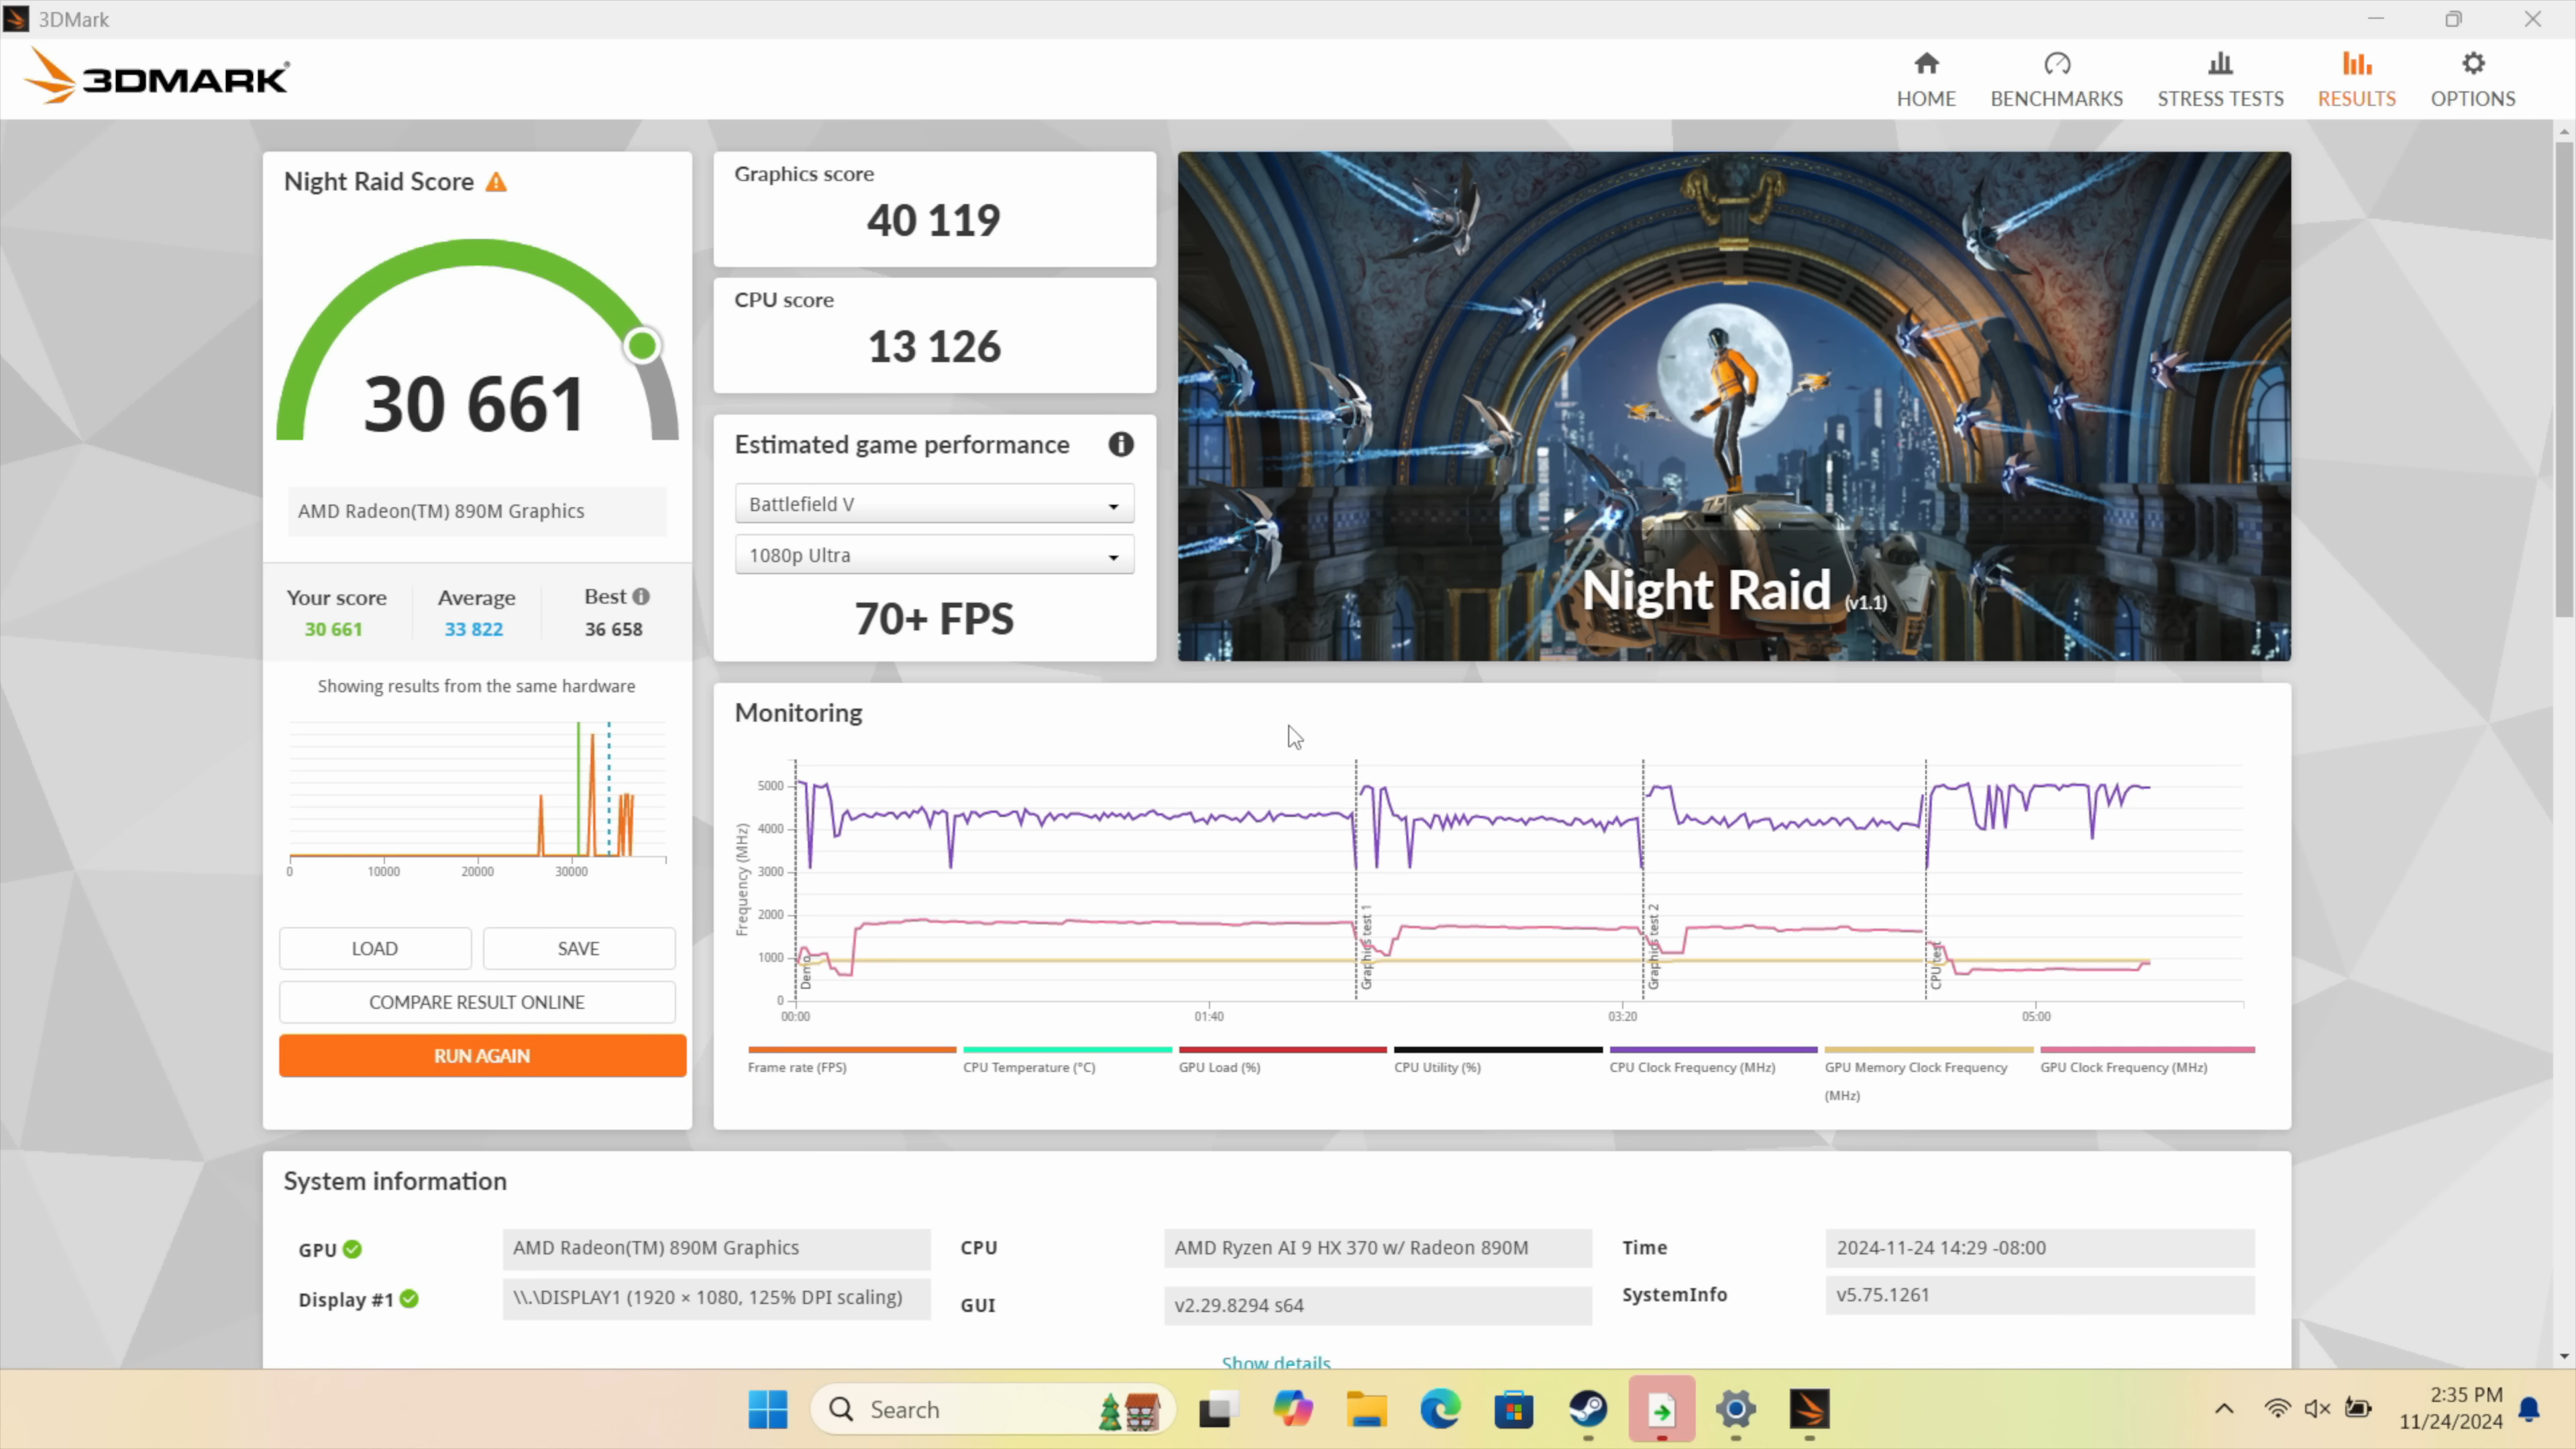 3DMark
3DMARK
HOME
BENCHMARKS
STRESS TESTS
RESULTS
OPTIONS
Night Raid Score
30 661
AMD Radeon(TM) 890M Graphics
Your score
30 661
Average
33 822
Best
36 658
Showing results from the same hardware
0
10000
20000
30000
LOAD
SAVE
COMPARE RESULT ONLINE
RUN AGAIN
Graphics score
40 119
CPU score
13 126
Estimated game performance
Battlefield V
1080p Ultra
70+ FPS
Night Raid (v1.1)
Monitoring
Frequency (MHz)
5000
4000
3000
2000
1000
0
Demo
Graphics test 1
Graphics test 2
CPU test
00:00
01:40
03:20
05:00
Frame rate (FPS)
CPU Temperature (°C)
GPU Load (%)
CPU Utility (%)
CPU Clock Frequency (MHz)
GPU Memory Clock Frequency
(MHz)
GPU Clock Frequency (MHz)
System information
GPU
AMD Radeon(TM) 890M Graphics
CPU
AMD Ryzen AI 9 HX 370 w/ Radeon 890M
Time
2024-11-24 14:29 -08:00
Display #1
\\.\DISPLAY1 (1920 × 1080, 125% DPI scaling)
GUI
v2.29.8294 s64
SystemInfo
v5.75.1261
Show details
Search
2:35 PM
11/24/2024